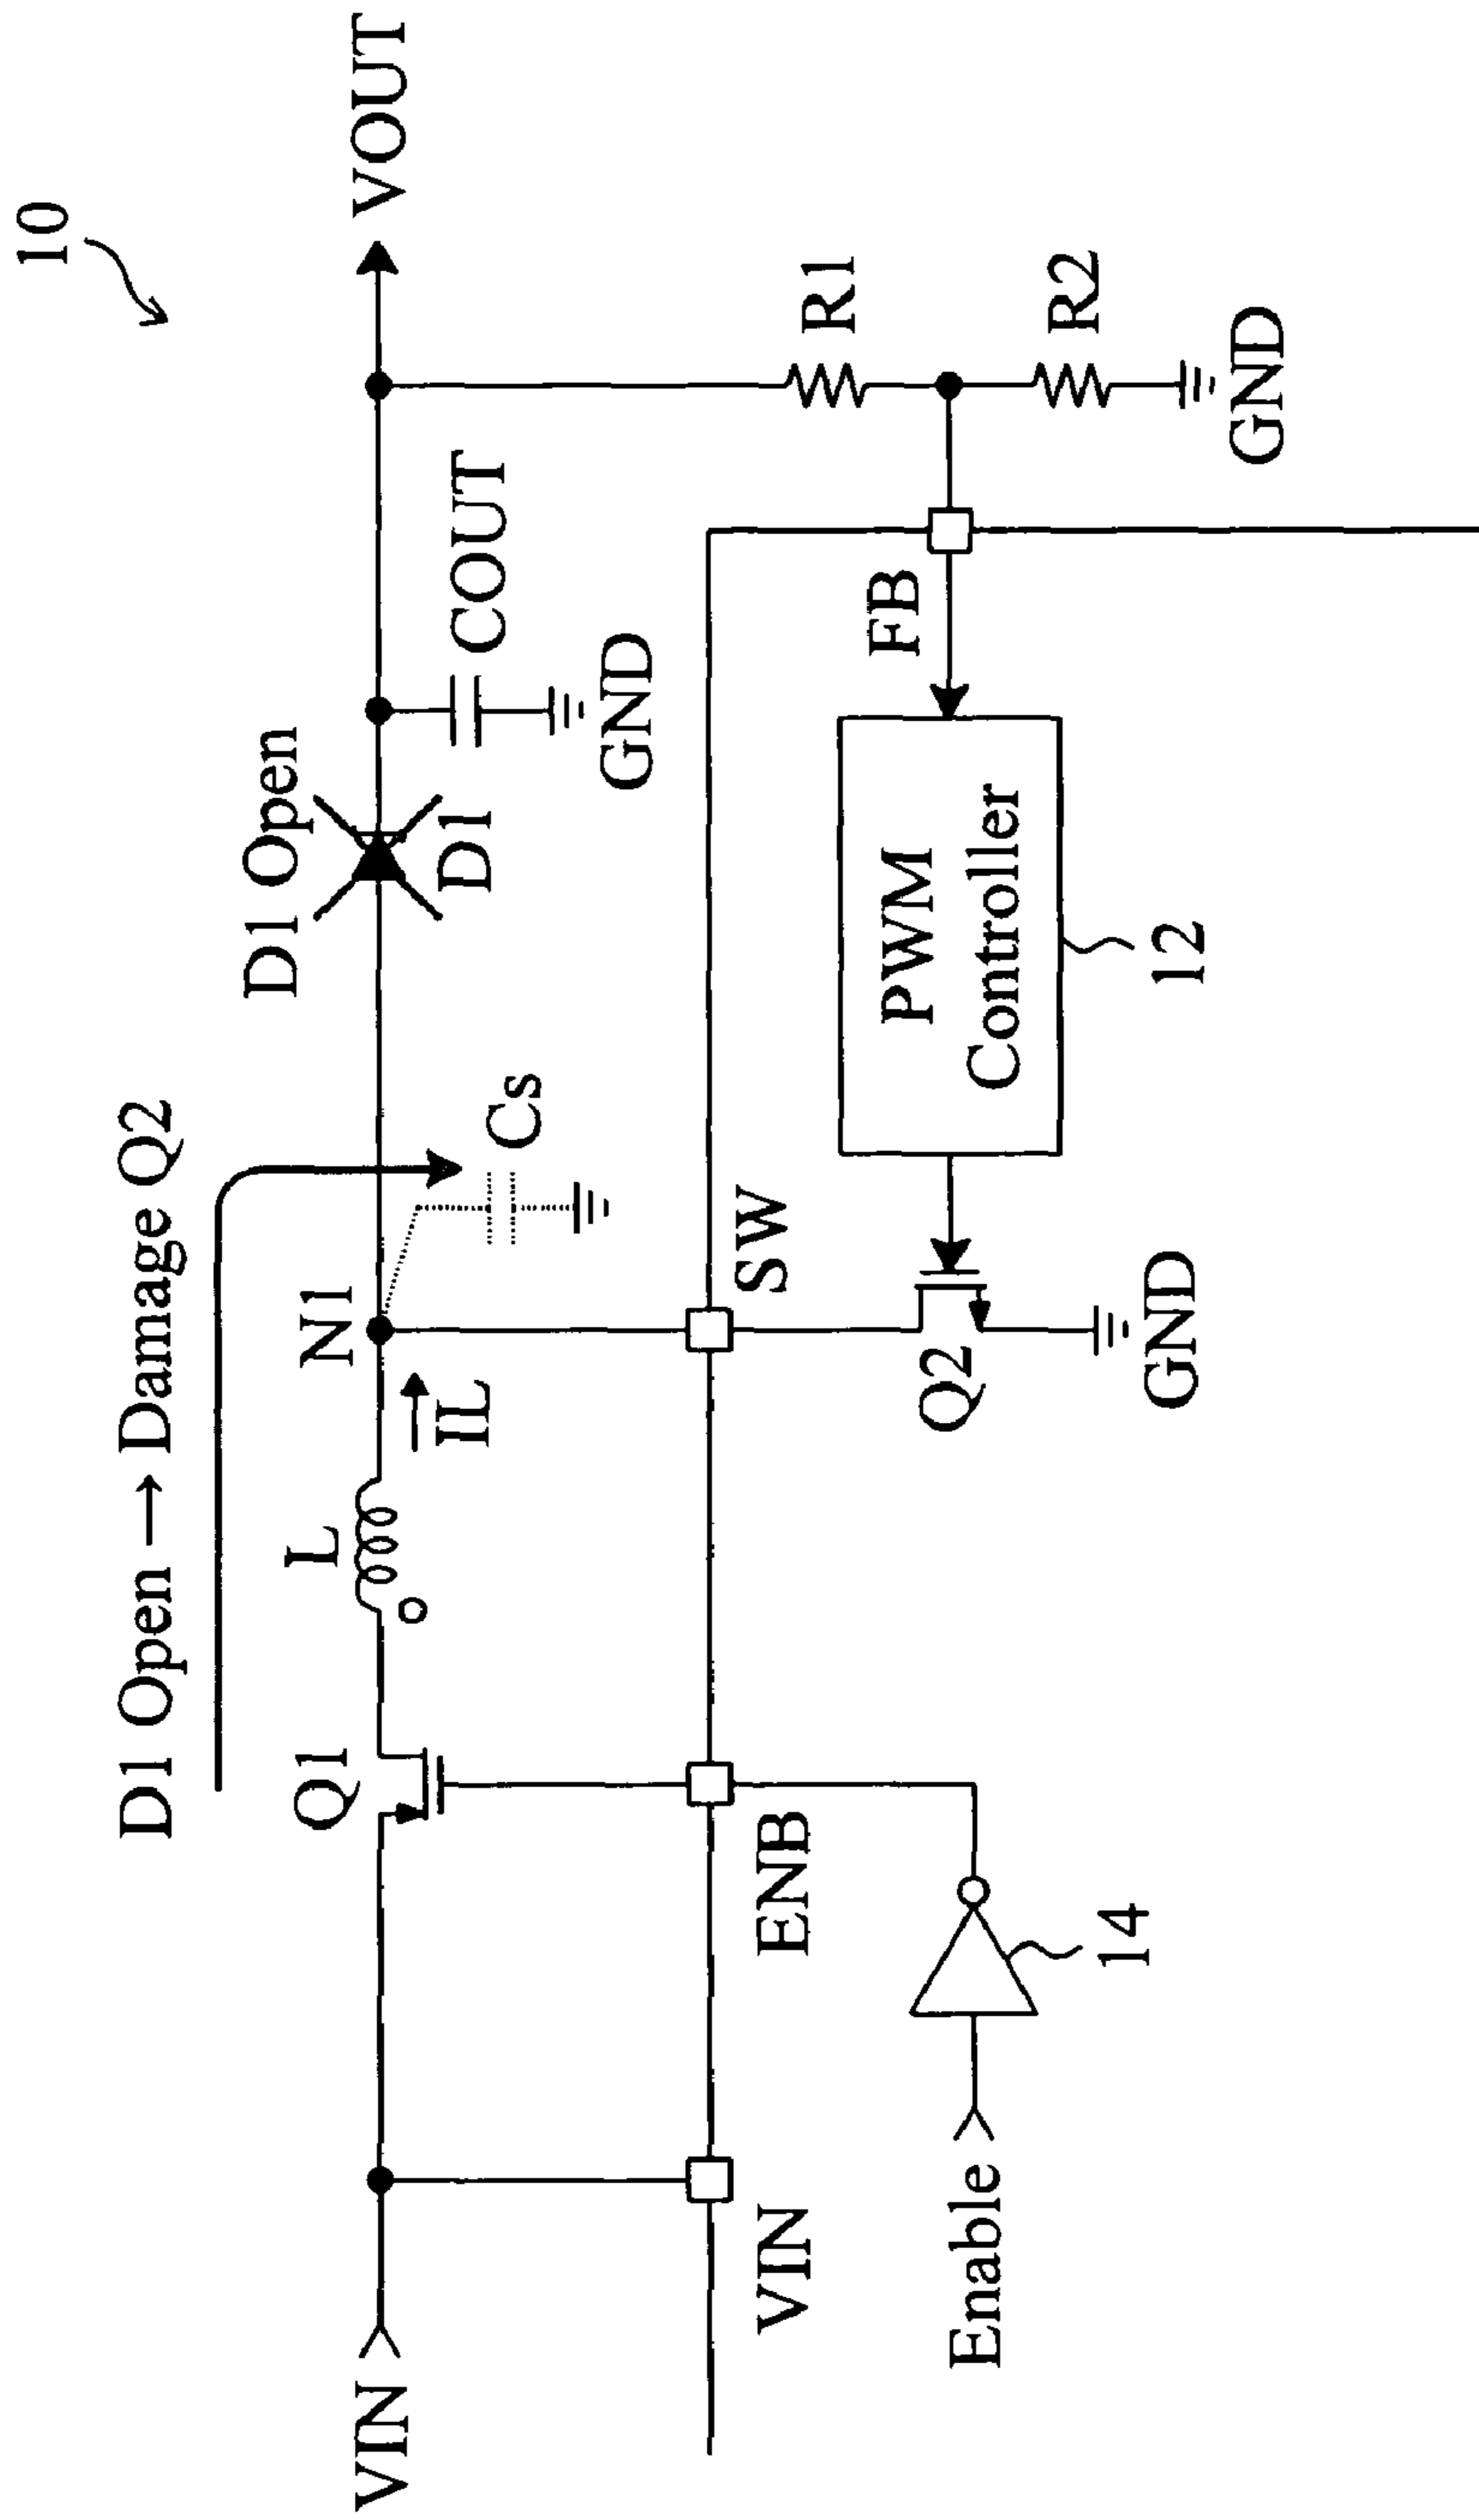 10
D1 Open → Damage Q2
D1 Open
VIN
Q1
L
N1
VOUT
IL
Cs
D1
COUT
GND
VIN
ENB
SW
FB
R1
R2
GND
PWM
Controller
Q2
Enable
14
GND
12